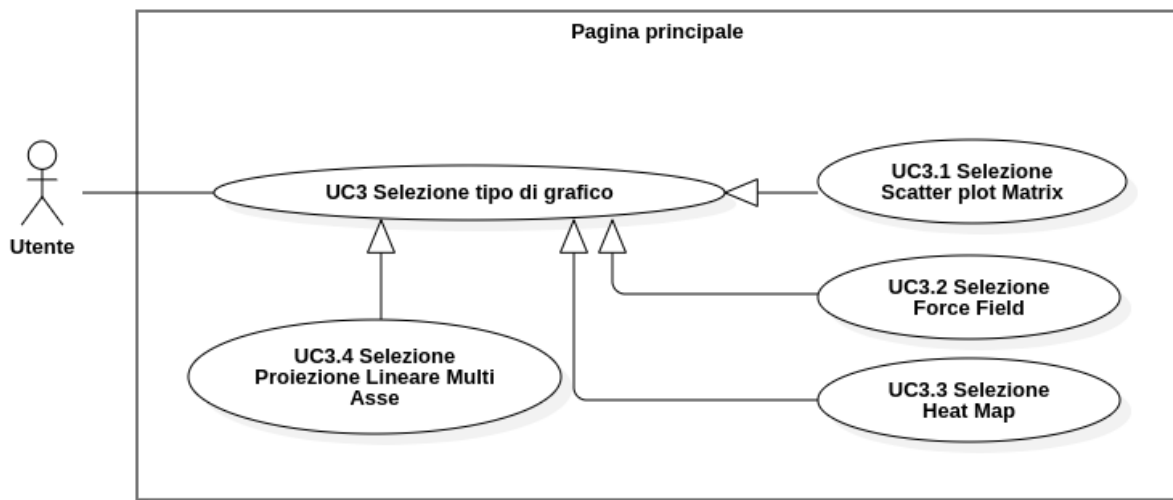 Pagina principale
UC3.1 Selezione
Scatter plot Matrix
UC3 Selezione tipo di grafico
Utente
UC3.2 Selezione
Force Field
UC3.4 Selezione
Proiezione Lineare Multi
Asse
UC3.3 Selezione
Heat Map